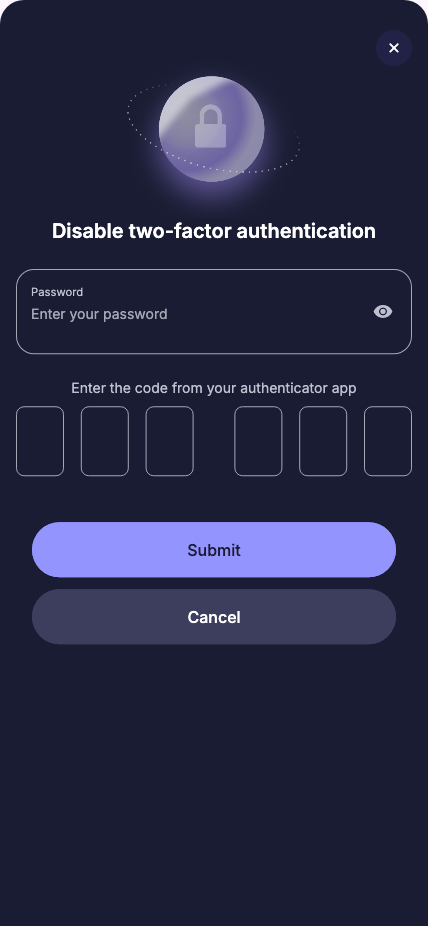 Disable two-factor authentication
Password
Enter your password
Enter the code from your authenticator app
Submit
Cancel